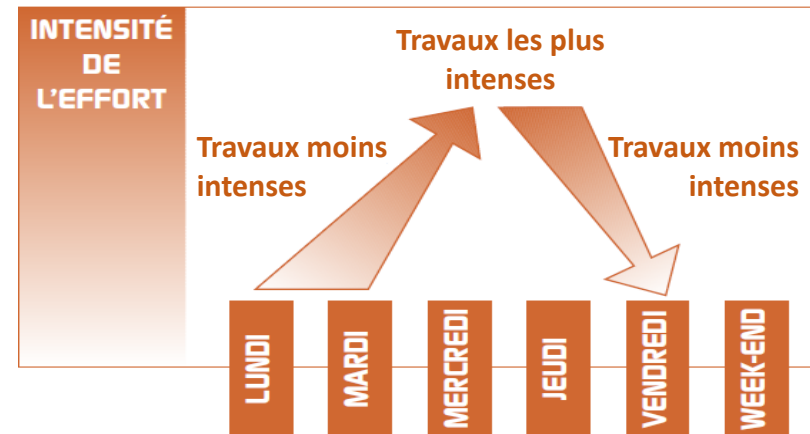 INTENSITÉ
DE
L'EFFORT
Travaux les plus
intenses
Travaux moins
intenses
Travaux moins
intenses
LUNDI
MARDI
MERCREDI
JEUDI
VENDREDI
WEEK-END